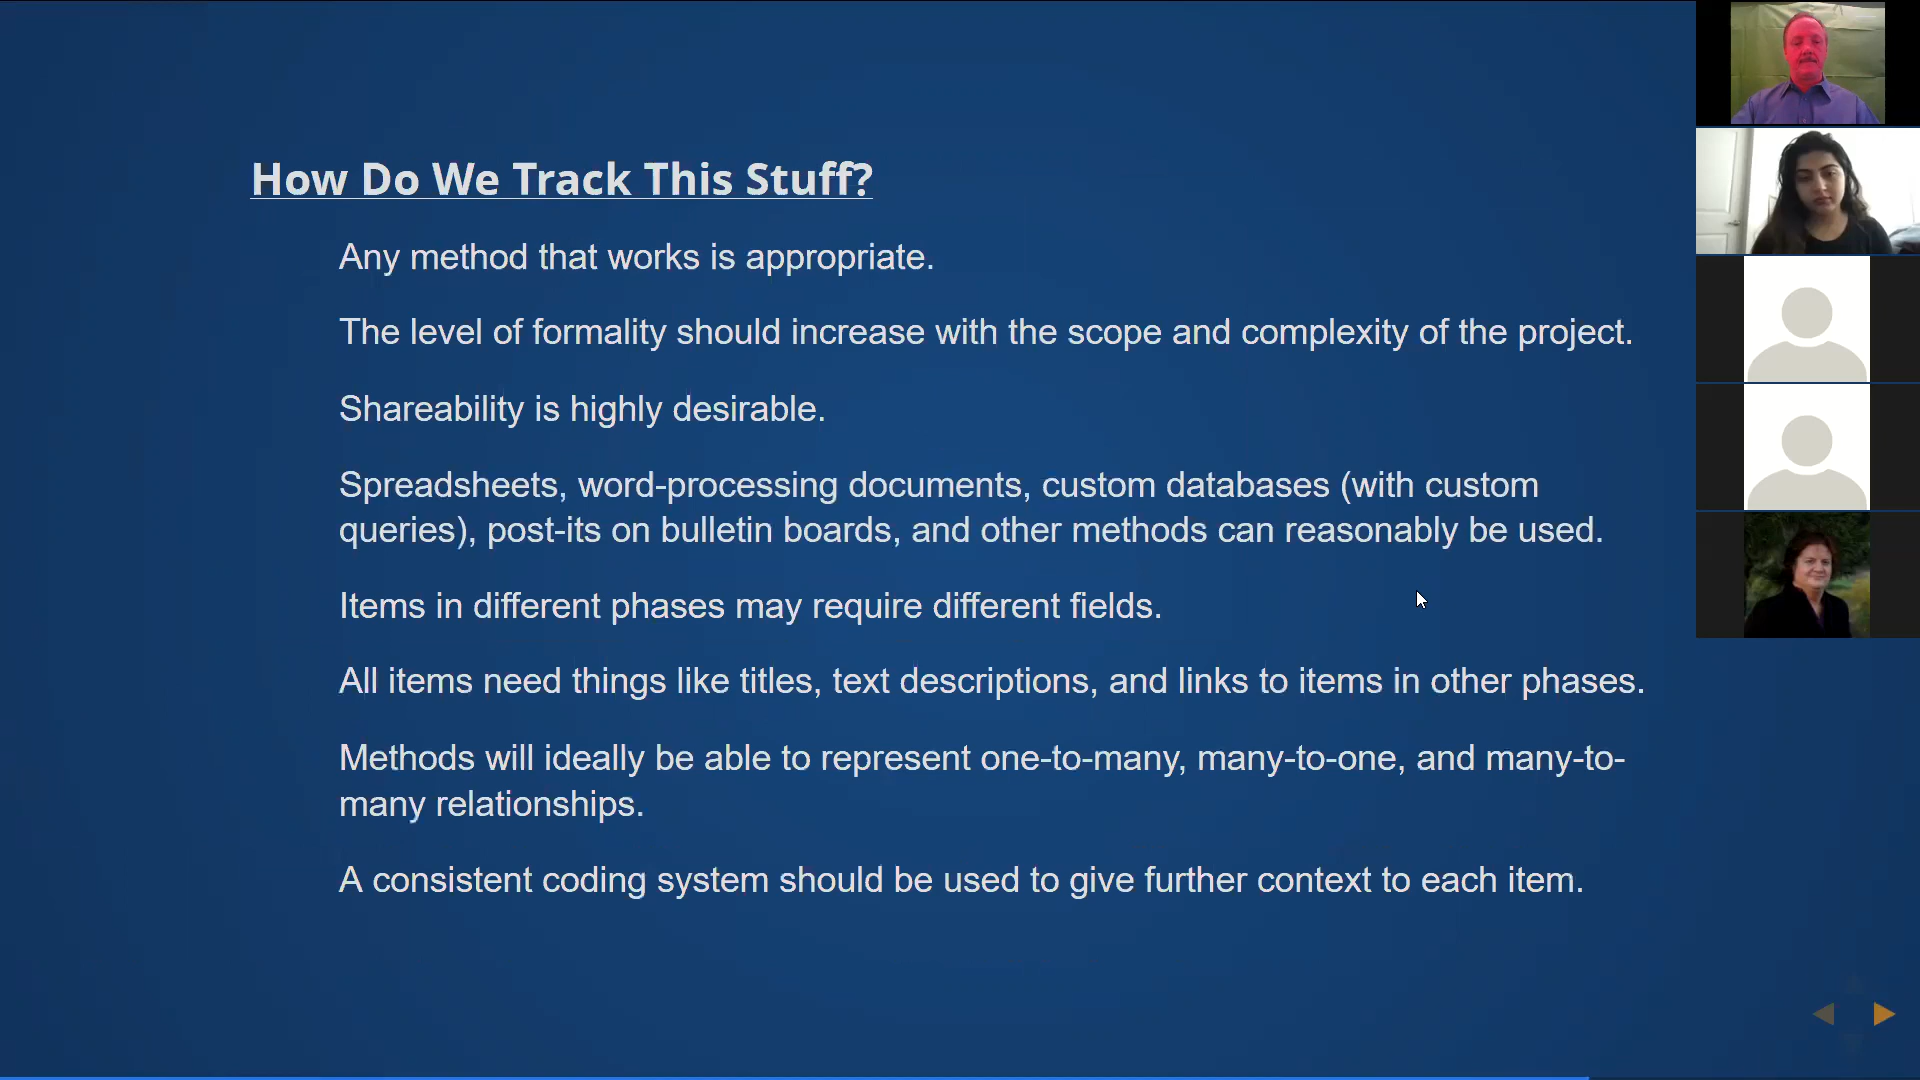 How Do We Track This Stuff?
Any method that works is appropriate.
The level of formality should increase with the scope and complexity of the project.
Shareability is highly desirable.
Spreadsheets, word-processing documents, custom databases (with custom
queries), post-its on bulletin boards, and other methods can reasonably be used.
Items in different phases may require different fields.
All items need things like titles, text descriptions, and links to items in other phases.
Methods will ideally be able to represent one-to-many, many-to-one, and many-to-
many relationships.
A consistent coding system should be used to give further context to each item.